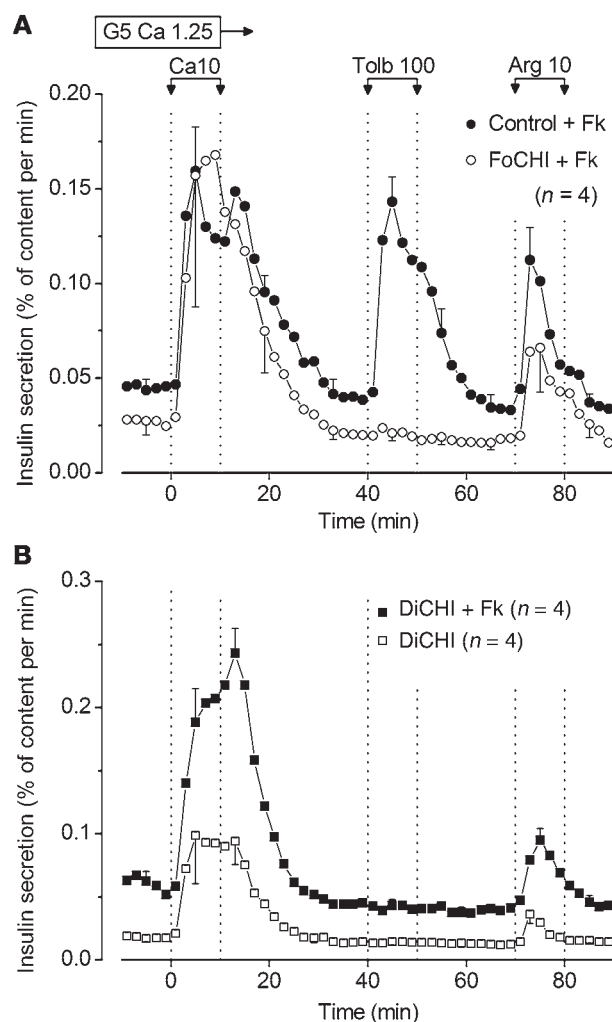 A
G5 Ca 1.25
Ca10
Tolb 100
Arg 10
Control + Fk
FoCHI + Fk
(n = 4)
Insulin secretion (% of content per min)
0.20
0.15
0.10
0.05
0.00
0
20
40
60
80
Time (min)
B
DiCHI + Fk (n = 4)
DiCHI (n = 4)
Insulin secretion (% of content per min)
0.3
0.2
0.1
0.0
0
20
40
60
80
Time (min)